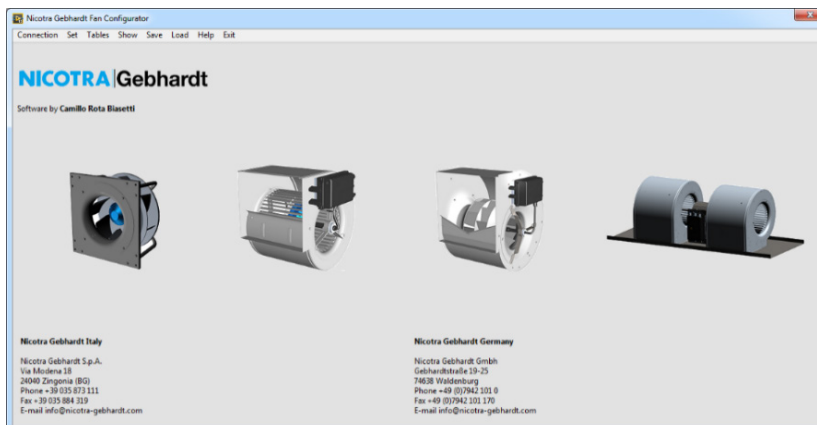 Nicotra Gebhardt Fan Configurator
Connection Set Tables Show Save Load Help Exit
NICOTRA|Gebhardt
Software by Camillo Rota Biasetti
Nicotra Gebhardt Italy
Nicotra Gebhardt S.p.A.
Via Modena 18
24040 Zingonia (BG)
Phone +39 035 873 111
Fax +39 035 884 319
E-mail info@nicotra-gebhardt.com
Nicotra Gebhardt Germany
Nicotra Gebhardt Gmbh
Gebhardtstraße 19-25
74638 Waldenburg
Phone +49 (0)7942 101 0
Fax +49 (0)7942 101 170
E-mail info@nicotra-gebhardt.com